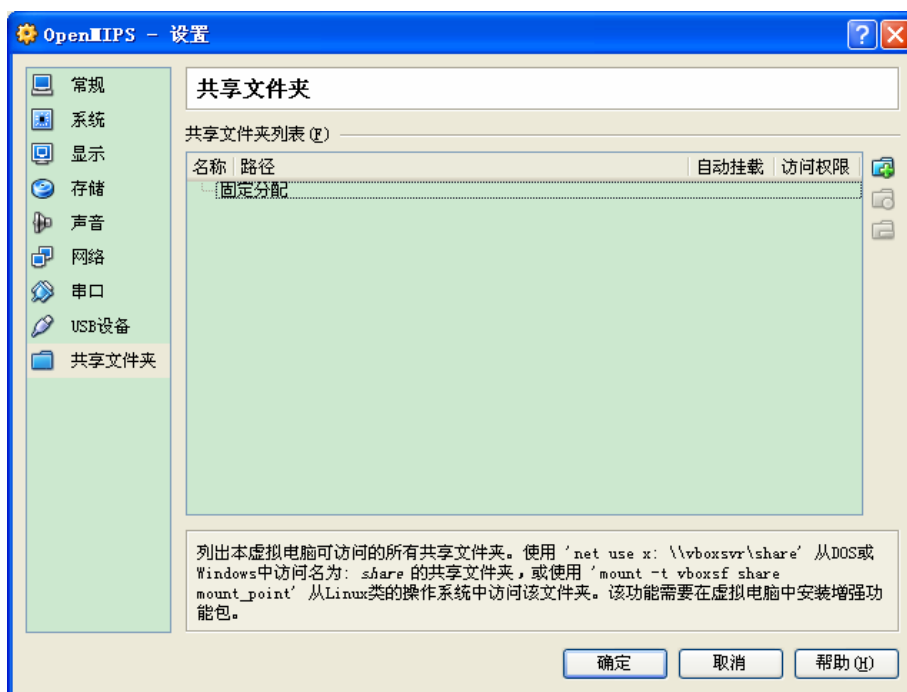 OpenMIPS - 设置
常规
系统
显示
存储
声音
网络
串口
USB设备
共享文件夹
共享文件夹
共享文件夹列表(F)
名称 路径 自动挂载 访问权限
固定分配
列出本虚拟电脑可访问的所有共享文件夹。使用 'net use x: \\vboxsvr\share' 从DOS或
Windows中访问名为: share 的共享文件夹，或使用 'mount -t vboxsf share
mount_point' 从Linux类的操作系统中访问该文件夹。该功能需要在虚拟电脑中安装增强功
能包。
确定 取消 帮助(H)